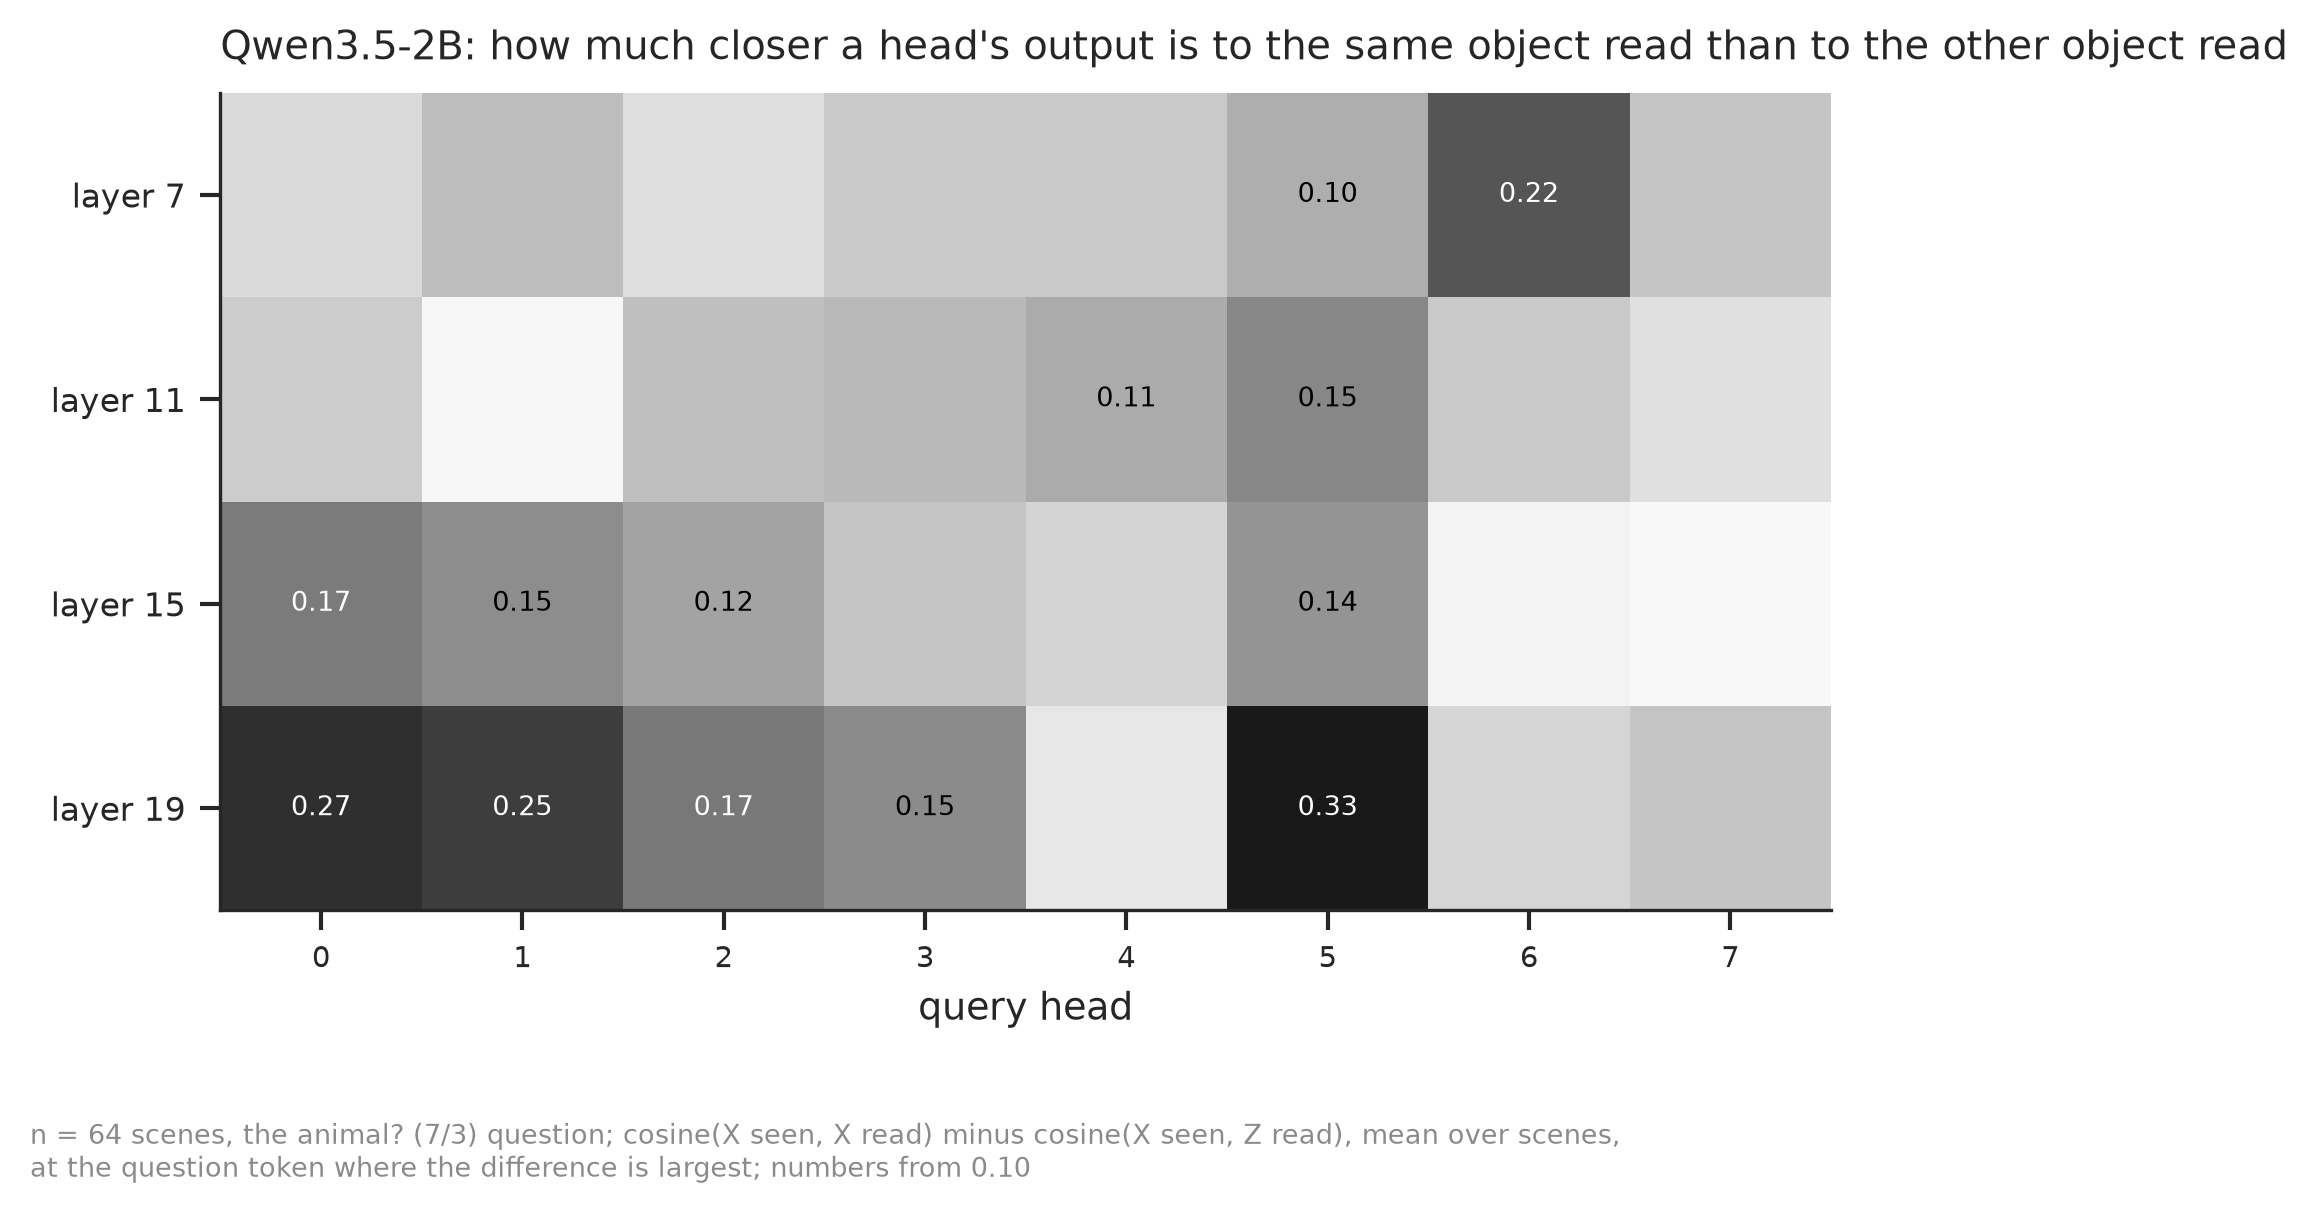 Qwen3.5-2B: how much closer a head's output is to the same object read than to the other object read
layer 7
0.10 0.22
layer 11
0.11 0.15
layer 15
0.17 0.15 0.12 0.14
layer 19
0.27 0.25 0.17 0.15 0.33
0 1 2 3 4 5 6 7
query head
n = 64 scenes, the animal? (7/3) question; cosine(X seen, X read) minus cosine(X seen, Z read), mean over scenes,
at the question token where the difference is largest; numbers from 0.10